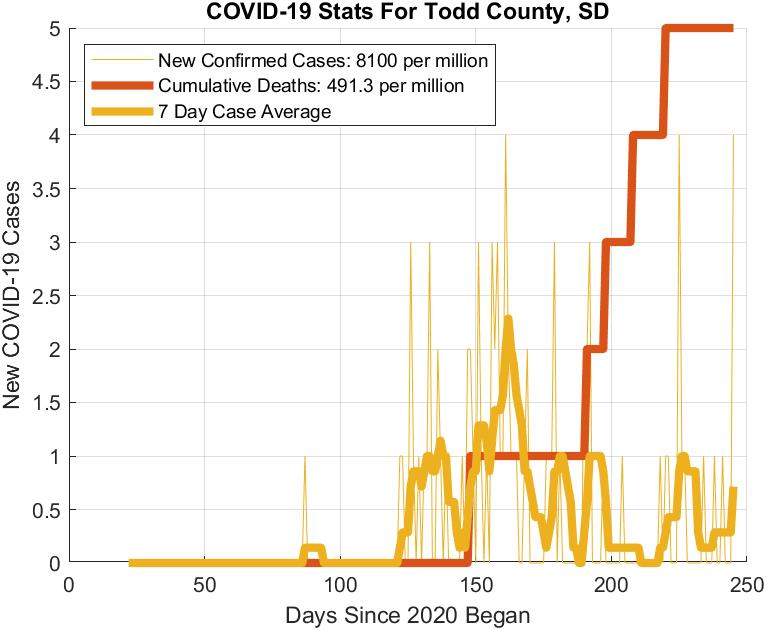 COVID-19 Stats For Todd County, SD
New Confirmed Cases: 8100 per million
Cumulative Deaths: 491.3 per million
7 Day Case Average
New COVID-19 Cases
5
4.5
4
3.5
3
2.5
2
1.5
1
0.5
0
0 50 100 150 200 250
Days Since 2020 Began